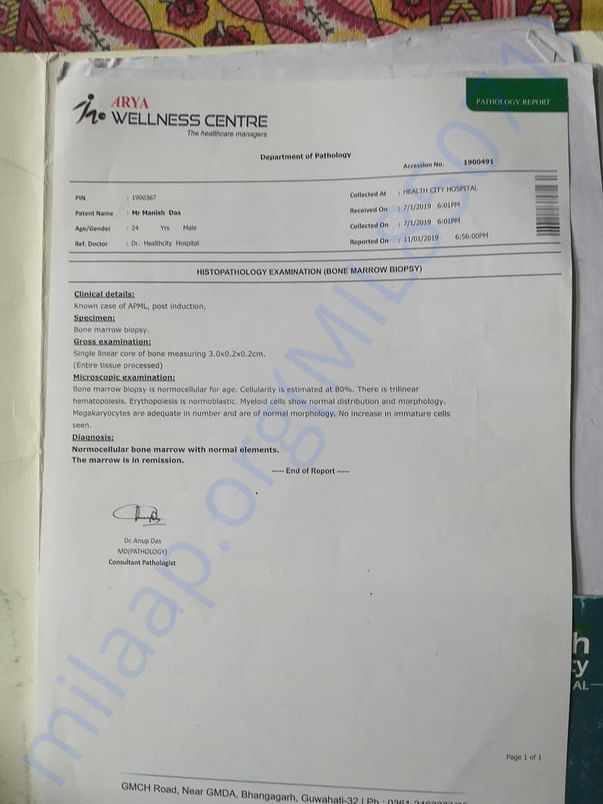 PATHOLOGY REPORT
ARYA
WELLNESS CENTRE
The healthcare managers
Department of Pathology
Accession No. 1900491
PIN : 1900367
Collected At : HEALTH CITY HOSPITAL
Patent Name : Mr Manish Das
Received On : 7/1/2019 6:01PM
Age/Gender : 24 Yrs Male
Collected On : 7/1/2019 6:01PM
Ref. Doctor : Dr. Healthcity Hospital
Reported On : 11/01/2019 6:56:00PM
HISTOPATHOLOGY EXAMINATION (BONE MARROW BIOPSY)
Clinical details:
Known case of APML, post induction.
Specimen:
Bone marrow biopsy.
Gross examination:
Single linear core of bone measuring 3.0x0.2x0.2cm.
(Entire tissue processed)
Microscopic examination:
Bone marrow biopsy is normocellular for age. Cellularity is estimated at 80%. There is trilinear
hematopoiesis. Erythopoiesis is normoblastic. Myeloid cells show normal distribution and morphology.
Megakaryocytes are adequate in number and are of normal morphology. No increase in immature cells
seen.
Diagnosis:
Normocellular bone marrow with normal elements.
The marrow is in remission.
----- End of Report -----
Dr. Anup Das
MD(PATHOLOGY)
Consultant Pathologist
Page 1 of 1
GMCH Road, Near GMDA, Bhangagarh, Guwahati-32 | Ph : 0361
milaap.org/MIL